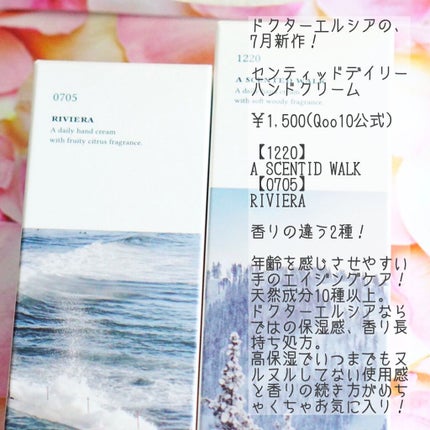 0705
RIVIERA
A daily hand cream
with fruity citrus fragrance.
1220
A SCENTID WALK
with soft woody fragrance.
ドクターエルシアの、
7月新作！
センティッドデイリー
ハンドクリーム
￥1,500(Qoo10公式)
【1220】
A SCENTID WALK
【0705】
RIVIERA
香りの違う2種！
年齢を感じさせやすい
手のエイジングケア！
天然成分10種以上。
ドクターエルシアなら
ではの保湿感、香り長
持ち処方。
高保湿でいつまでもヌ
ルヌルしてない使用感
と香りの続き方がめち
ゃくちゃお気に入り！